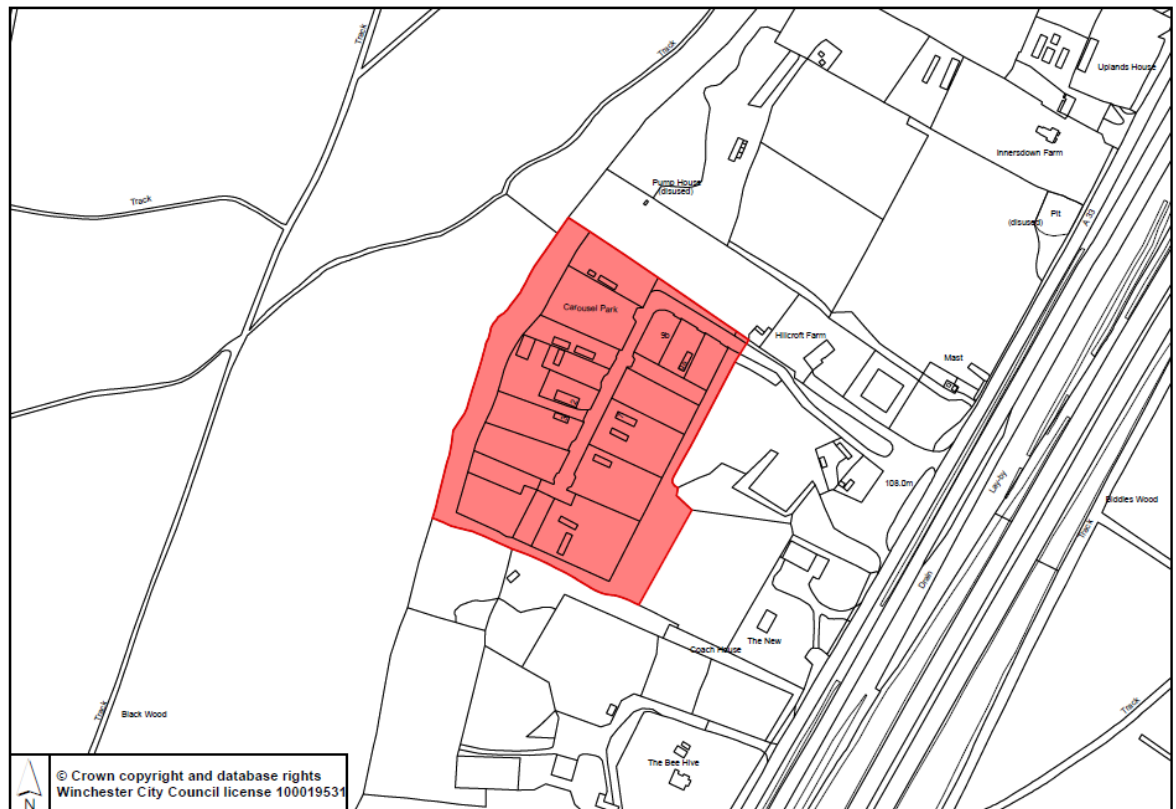 Track
Track
Track
Uplands House
Innersdown Farm
Pump House
(disused)
Track
Pit
(disused)
A 33
Carousel Park
9b
Hillcroft Farm
Mast
108.0m
Lay-by
Biddles Wood
Track
Drain
The New
Coach House
Track
Black Wood
Track
The Bee Hive
N
© Crown copyright and database rights
Winchester City Council license 100019531